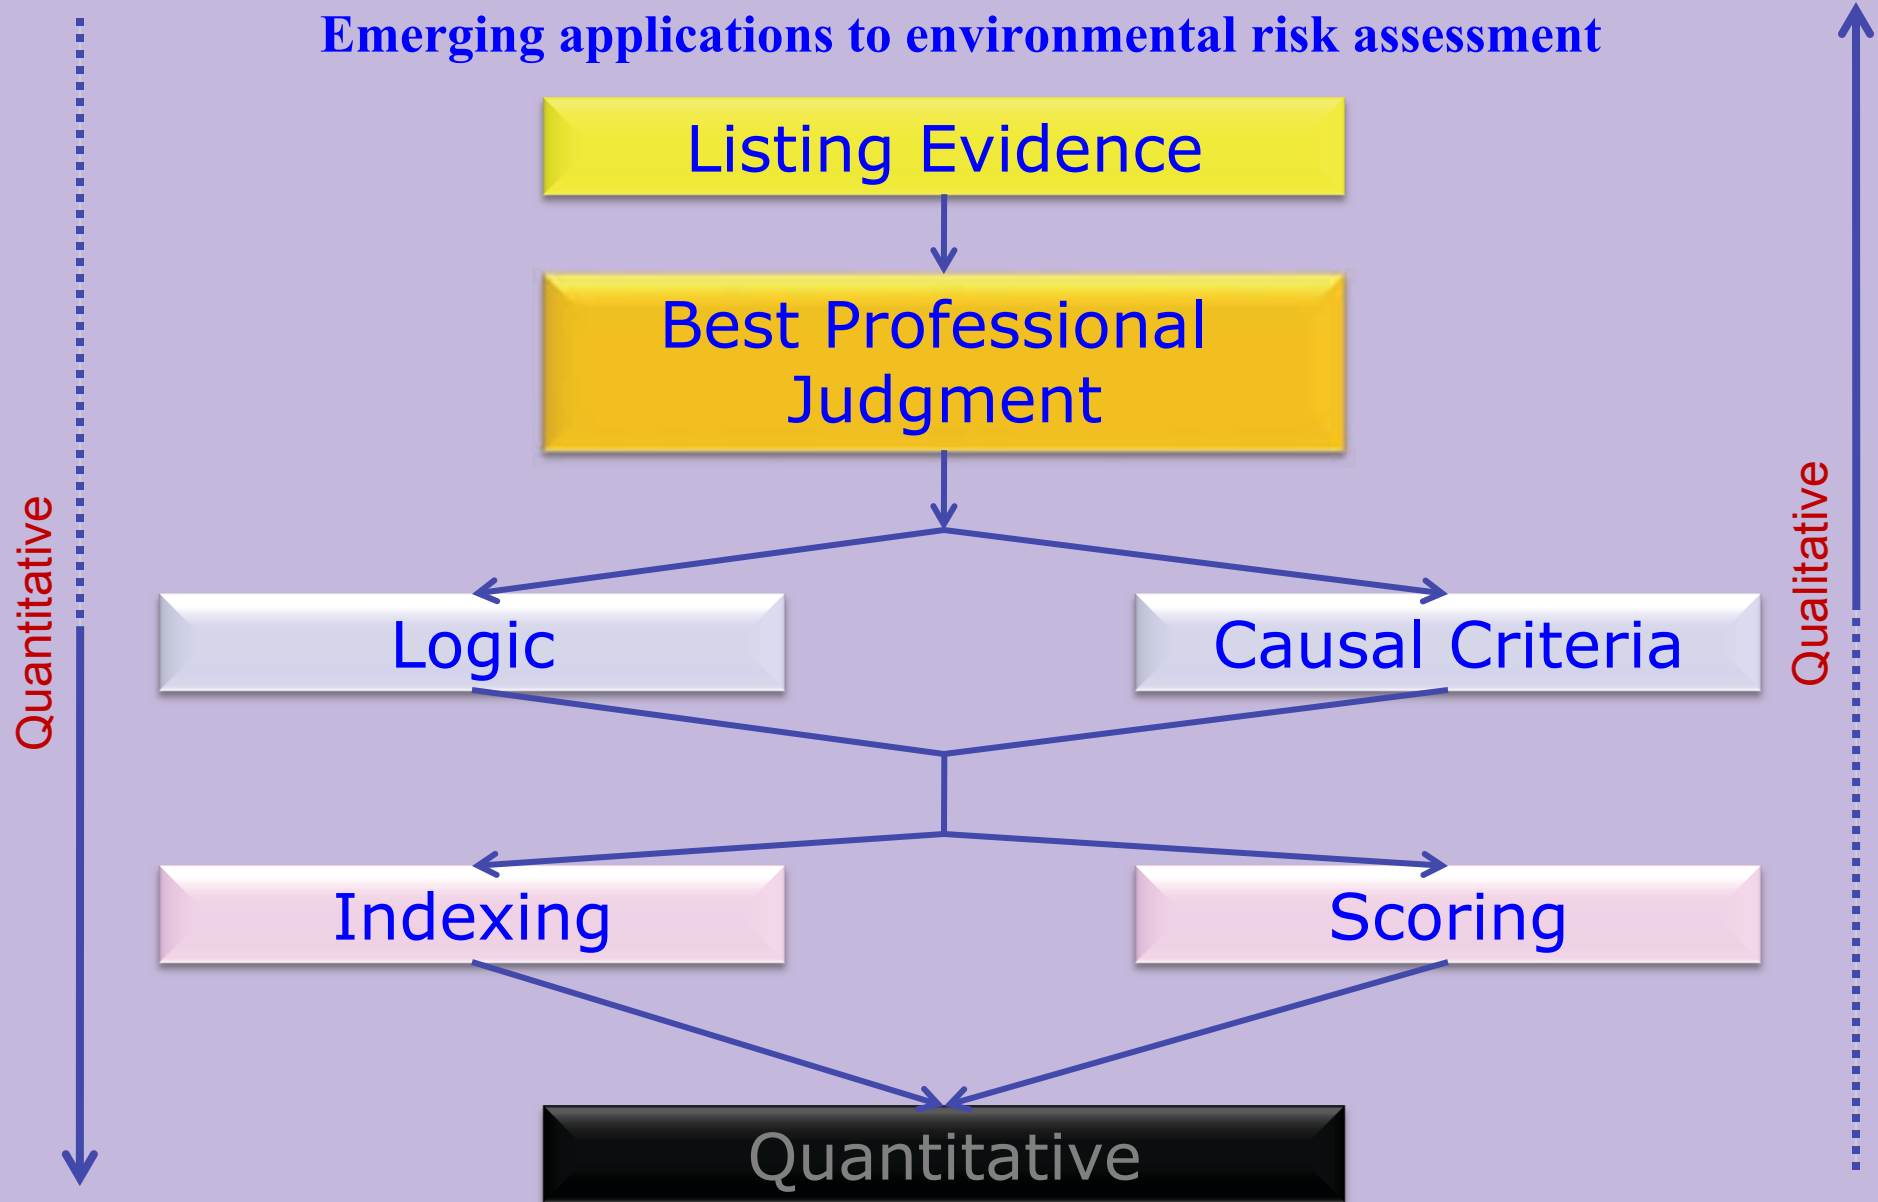 Emerging applications to environmental risk assessment
Listing Evidence
Best Professional
Judgment
Quantitative
Qualitative
Logic
Causal Criteria
Indexing
Scoring
Quantitative